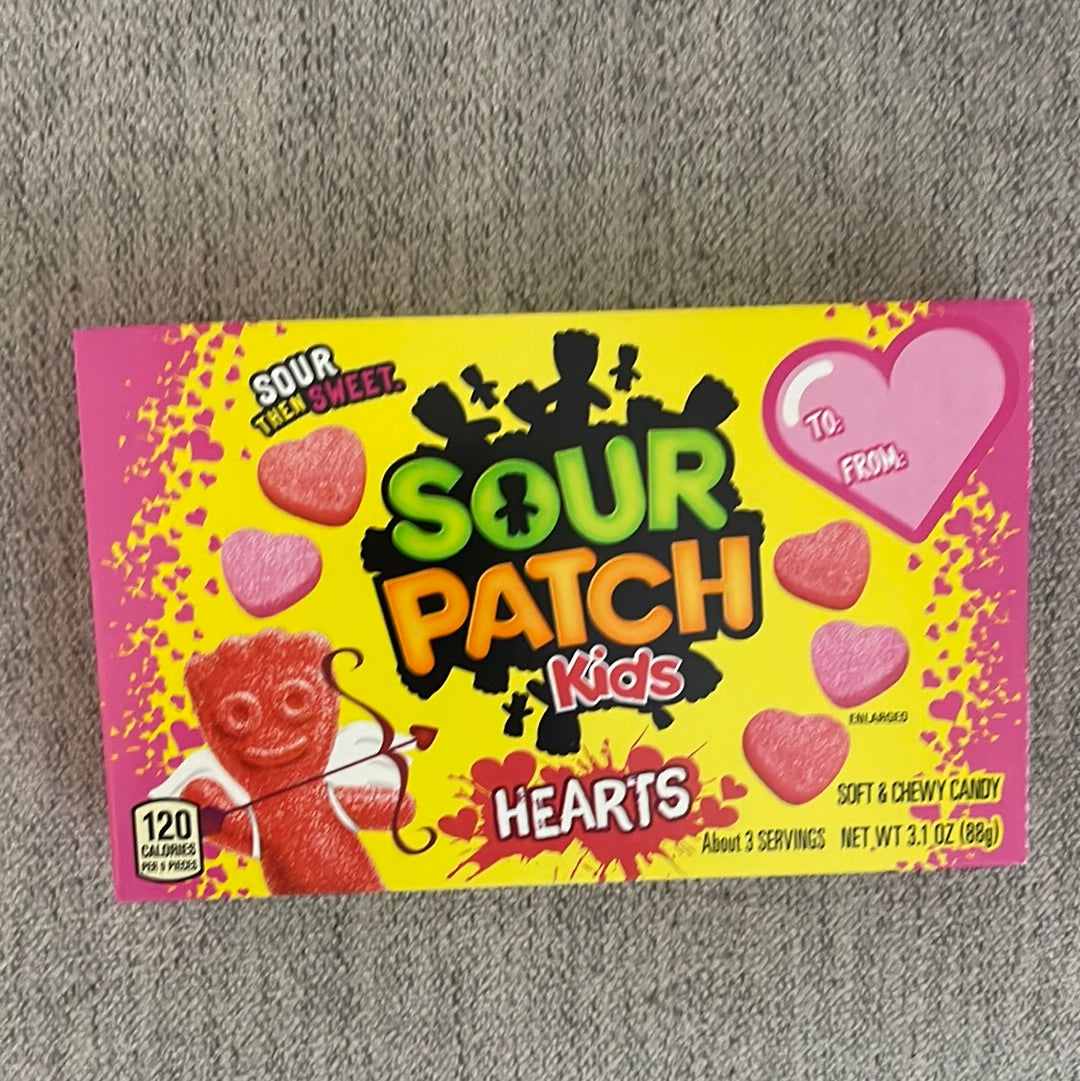 SOUR
THEN SWEET.
SOUR
PATCH
Kids
HEARTS
TO:
FROM:
ENLARGED
SOFT & CHEWY CANDY
About 3 SERVINGS NET WT 3.1 OZ (88g)
120
CALORIES
PER 9 PIECES